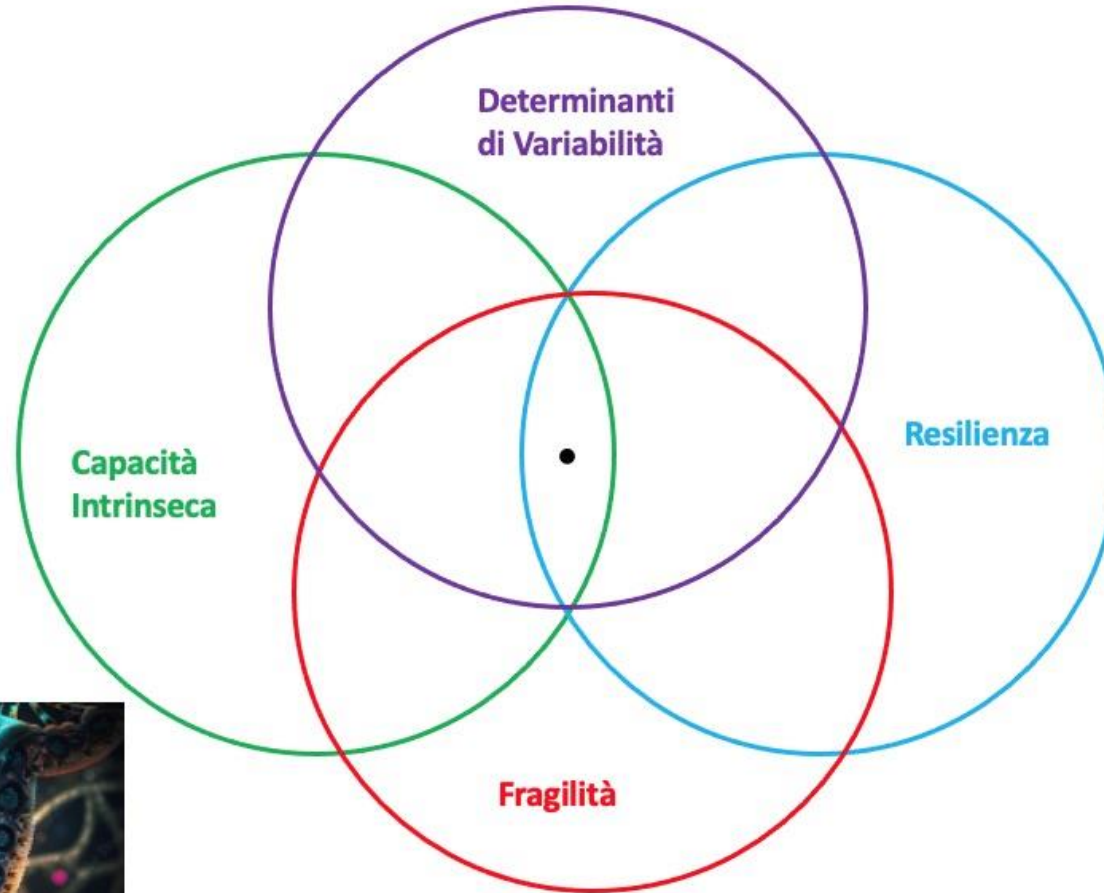 Determinanti
di Variabilità
Resilienza
Capacità
Intrinseca
Fragilità